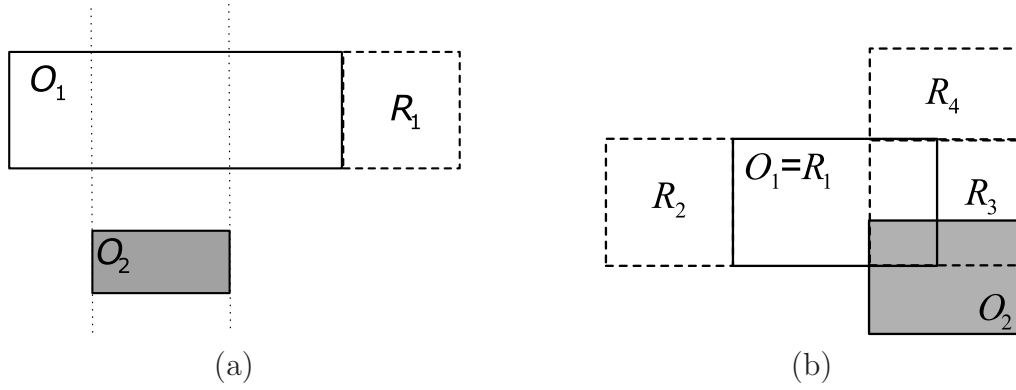 O₁
R₁
O₂
(a)
R₄
O₁=R₁
R₂
R₃
O₂
(b)